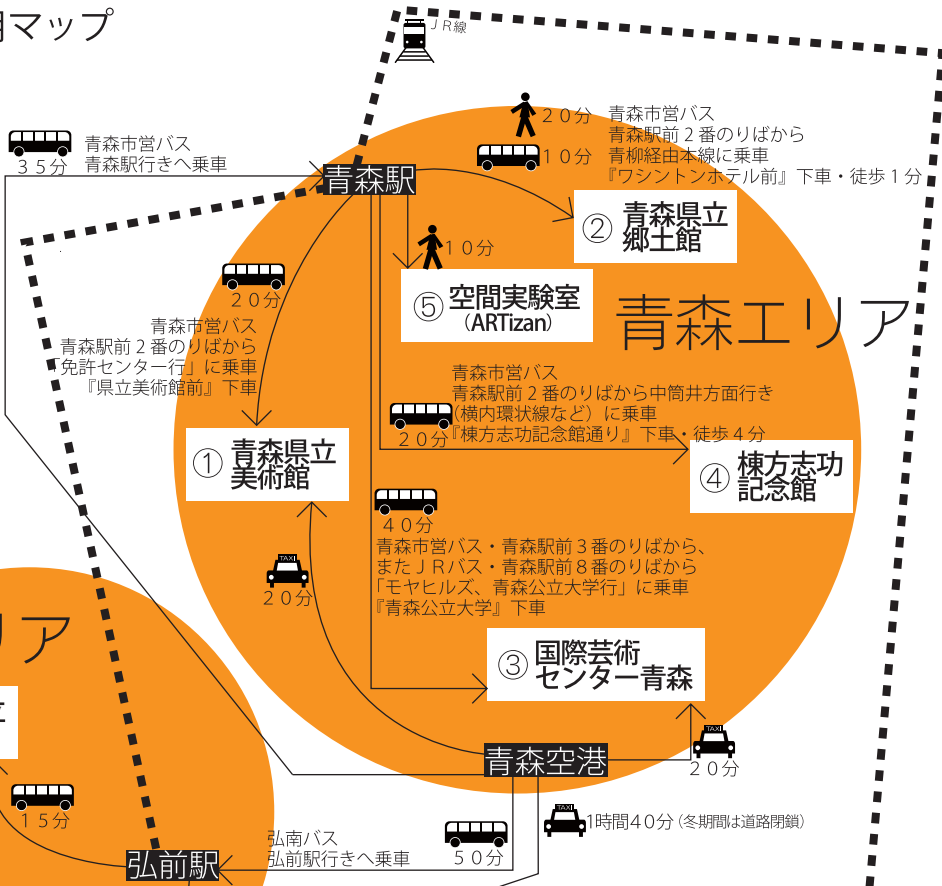 マップ
ＪＲ線
３５分
青森市営バス
青森駅行きへ乗車
青森駅
２０分
１０分
青森市営バス
青森駅前２番のりばから
青柳経由本線に乗車
『ワシントンホテル前』下車・徒歩１分
② 青森県立
郷土館
１０分
⑤ 空間実験室
（ARTizan）
青森エリア
２０分
青森市営バス
青森駅前２番のりばから
「免許センター行」に乗車
『県立美術館前』下車
① 青森県立
美術館
青森市営バス
青森駅前２番のりばから中筒井方面行き
（横内環状線など）に乗車
２０分
『棟方志功記念館通り』下車・徒歩４分
④ 棟方志功
記念館
４０分
青森市営バス・青森駅前３番のりばから、
またＪＲバス・青森駅前８番のりばから
「モヤヒルズ、青森公立大学行」に乗車
『青森公立大学』下車
TAXI
２０分
③ 国際芸術
センター青森
青森空港
TAXI
２０分
リア
１５分
弘前駅
弘南バス
弘前駅行きへ乗車
５０分
TAXI
1時間４０分（冬期間は道路閉鎖）